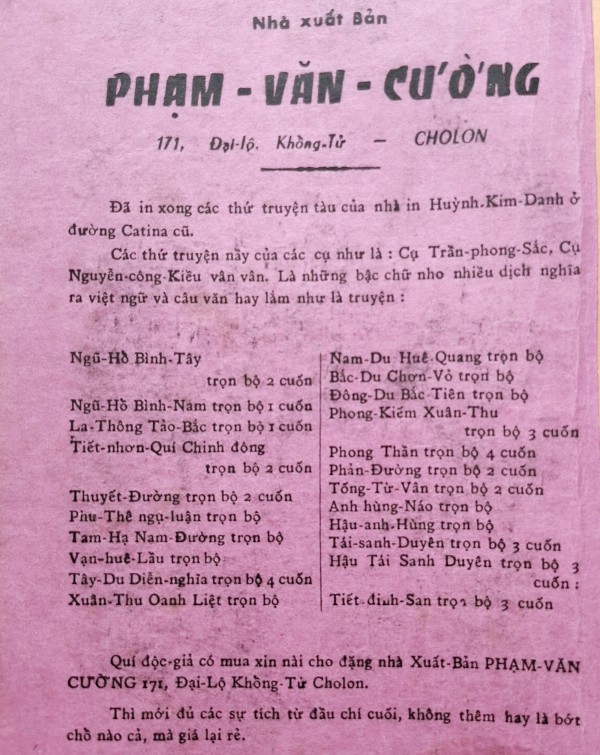 Nhà xuất Bản
PHẠM - VĂN - CƯỜNG
171, Đại-lộ. Khồng-Tử — CHOLON
Đã in xong các thứ truyện tàu của nhà in Huỳnh-Kim-Danh ở
đường Catina cũ.
Các thứ truyện nầy của các cụ như là : Cụ Trần-phong-Sắc, Cụ
Nguyễn-công-Kiều vân vân. Là những bậc chữ nho nhiều dịch nghĩa
ra việt ngữ và câu văn hay lắm như là truyện :
Ngũ-Hồ Bình-Tây
trọn bộ 2 cuốn
Ngũ-Hồ Bình-Nam trọn bộ 1 cuốn
La-Thông Tảo-Bắc trọn bộ 1 cuốn
Tiết-nhơn-Quí Chinh đông
trọn bộ 2 cuốn
Thuyết-Đường trọn bộ 2 cuốn
Phu-Thê ngụ-luận trọn bộ
Tam-Hạ Nam-Đường trọn bộ
Vạn-huê-Lầu trọn bộ
Tây-Du Diễn-nghĩa trọn bộ 4 cuốn
Xuân-Thu Oanh Liệt trọn bộ
Nam-Du Huê-Quang trọn bộ
Bắc-Du Chơn-Vỏ trọn bộ
Đông-Du Bắc-Tiên trọn bộ
Phong-Kiếm Xuân-Thu
trọn bộ 3 cuốn
Phong Thần trọn bộ 4 cuốn
Phản-Đường trọn bộ 2 cuốn
Tống-Từ-Vân trọn bộ 2 cuốn
Anh hùng-Náo trọn bộ
Hậu-anh-Hùng trọn bộ
Tái-sanh-Duyên trọn bộ 3 cuốn
Hậu Tái Sanh Duyên trọn bộ 3
cuốn :
Tiết-đinh-San trọn bộ 3 cuốn
Quí độc-giả có mua xin nài cho đặng nhà Xuất-Bản PHẠM-VĂN
CƯỜNG 171, Đại-Lộ Khồng-Tử Cholon.
Thì mới đủ các sự tích từ đầu chí cuối, không thêm hay là bớt
chỗ nào cả, mà giá lại rẻ.